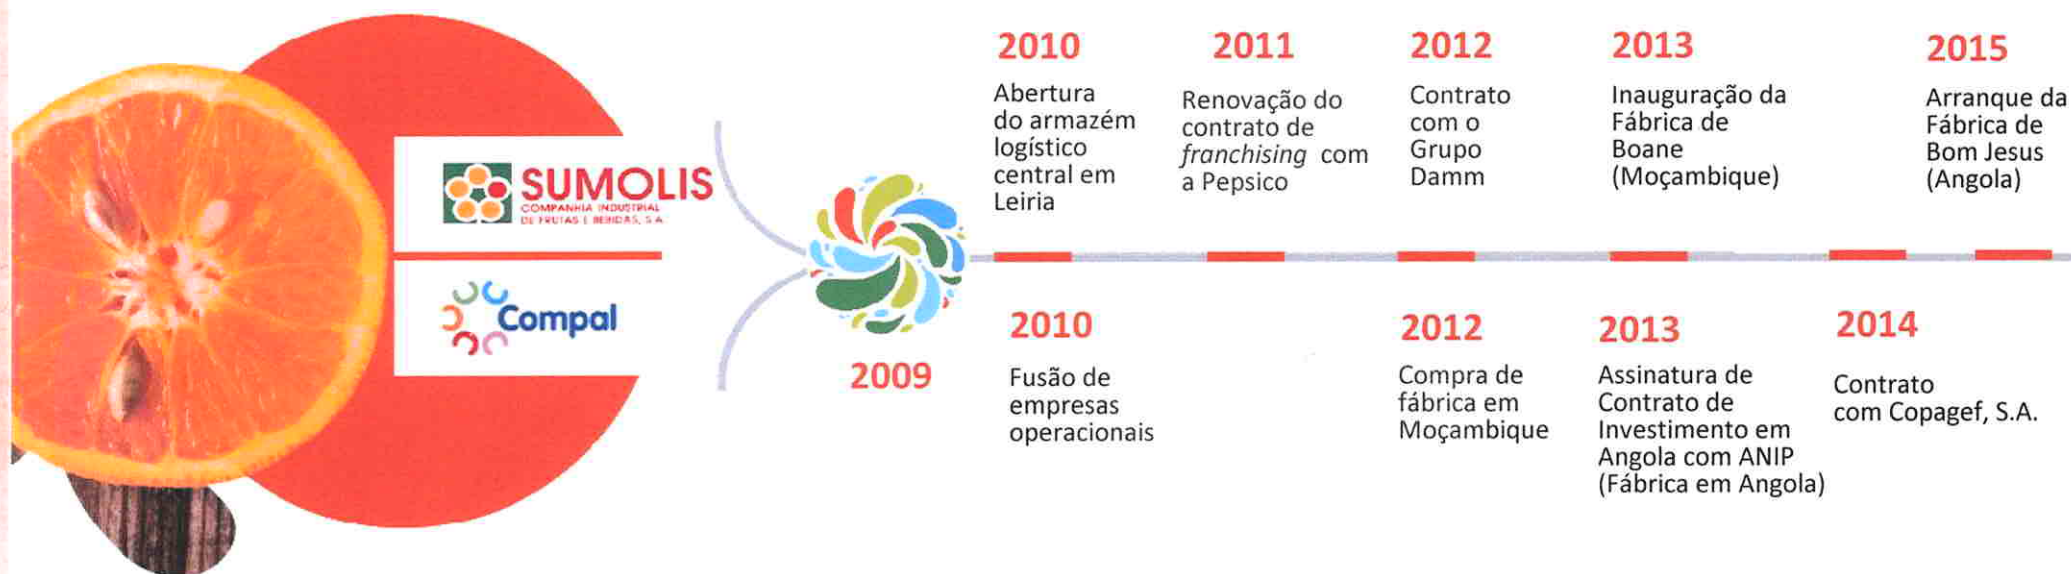 SUMOLIS
COMPANHIA INDUSTRIAL
DE FRUTAS E BEBIDAS, S.A.
Compal
2009
2010
Abertura
do armazém
logístico
central em
Leiria
2010
Fusão de
empresas
operacionais
2011
Renovação do
contrato de
franchising com
a Pepsico
2012
Contrato
com o
Grupo
Damm
2012
Compra de
fábrica em
Moçambique
2013
Inauguração da
Fábrica de
Boane
(Moçambique)
2013
Assinatura de
Contrato de
Investimento em
Angola com ANIP
(Fábrica em Angola)
2014
Contrato
com Copagef, S.A.
2015
Arranque da
Fábrica de
Bom Jesus
(Angola)